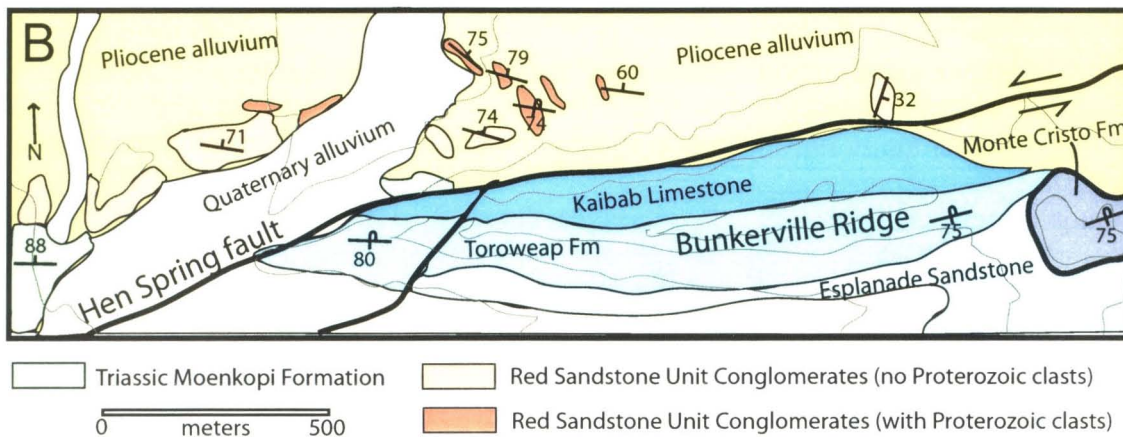 B
Pliocene alluvium
Pliocene alluvium
75
79
60
74
74
71
32
N
Quaternary alluvium
Monte Cristo Fm
Kaibab Limestone
Bunkerville Ridge
75
75
88
80
Toroweap Fm
Hen Spring fault
Esplanade Sandstone
Triassic Moenkopi Formation
Red Sandstone Unit Conglomerates (no Proterozoic clasts)
0 meters 500
Red Sandstone Unit Conglomerates (with Proterozoic clasts)